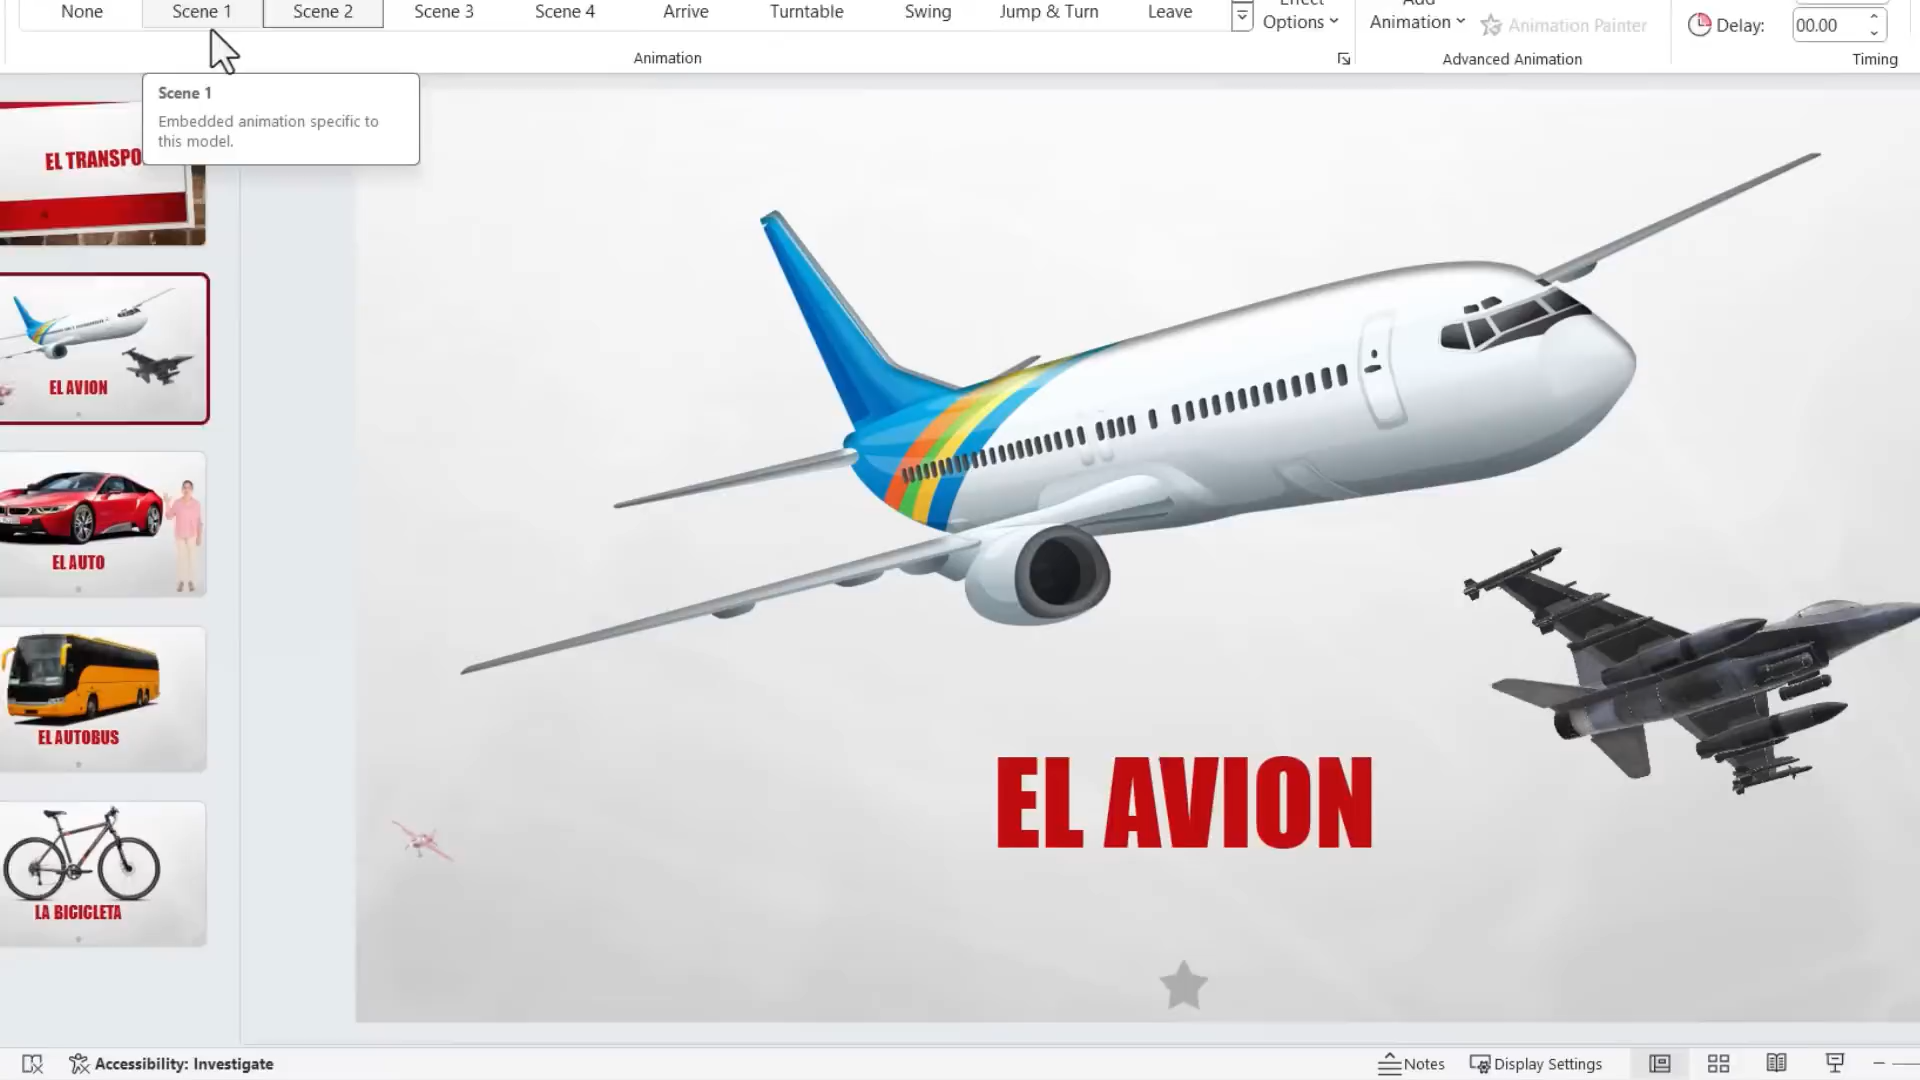 None
Scene 1
Scene 2
Scene 3
Scene 4
Arrive
Turntable
Swing
Jump & Turn
Leave
Options
Animation
Animation Painter
Delay:
00.00
Animation
Advanced Animation
Timing
Scene 1
Embedded animation specific to
this model.
EL TRANSPO
EL AVION
EL AUTO
EL AUTOBUS
LA BICICLETA
EL AVION
Accessibility: Investigate
Notes
Display Settings